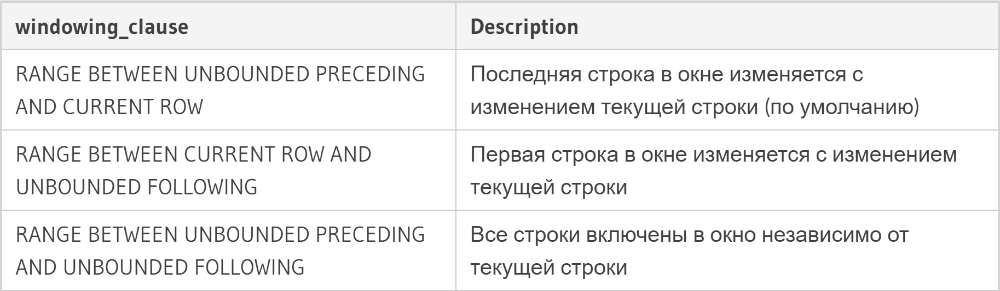 windowing_clause
Description
RANGE BETWEEN UNBOUNDED PRECEDING
AND CURRENT ROW
Последняя строка в окне изменяется с
изменением текущей строки (по умолчанию)
RANGE BETWEEN CURRENT ROW AND
UNBOUNDED FOLLOWING
Первая строка в окне изменяется с изменением
текущей строки
RANGE BETWEEN UNBOUNDED PRECEDING
AND UNBOUNDED FOLLOWING
Все строки включены в окно независимо от
текущей строки